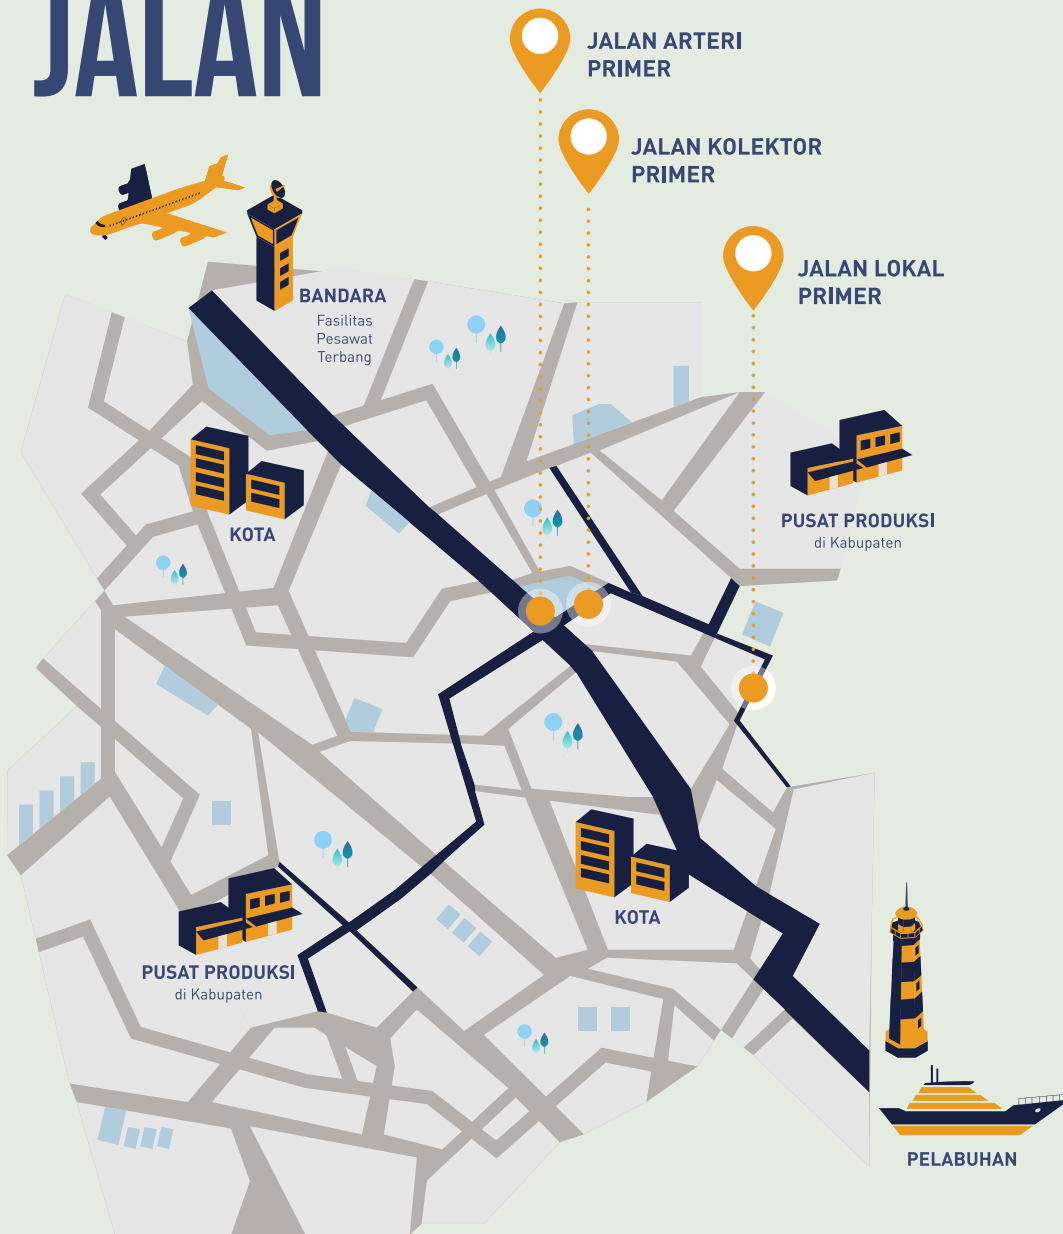 JALAN
JALAN ARTERI
PRIMER
JALAN KOLEKTOR
PRIMER
JALAN LOKAL
PRIMER
BANDARA
Fasilitas
Pesawat
Terbang
KOTA
PUSAT PRODUKSI
di Kabupaten
KOTA
PUSAT PRODUKSI
di Kabupaten
PELABUHAN